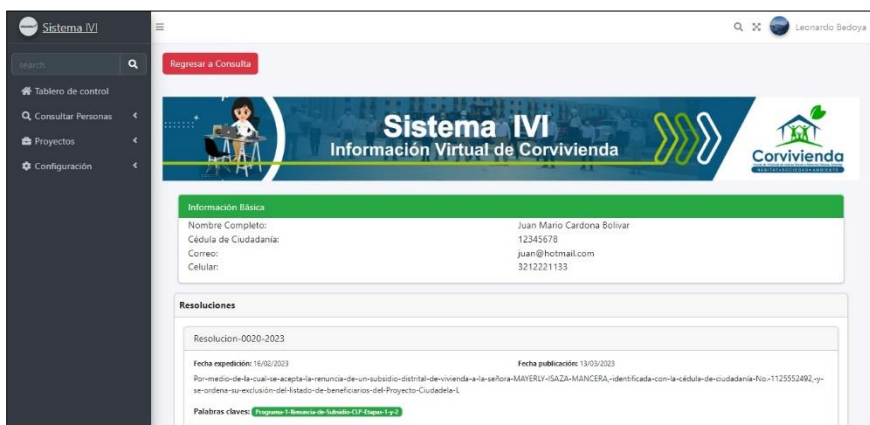 Sistema IVI
Leonardo Bedoya
search
Regresar a Consulta
Tablero de control
Consultar Personas
Proyectos
Configuración
Sistema IVI
Información Virtual de Corvivienda
Corvivienda
Información Básica
Nombre Completo: Juan Mario Cardona Bolivar
Cédula de Ciudadanía: 12345678
Correo: juan@hotmail.com
Celular: 3212221133
Resoluciones
Resolucion-0020-2023
Fecha expedición: 16/02/2023 Fecha publicación: 13/03/2023
Por-medio-de-la-cual-se-acepta-la-renuncia-de-un-subsidio-distrital-de-vivienda-a-la-señora-MAYERLY-ISAZA-MANCERA,-identificada-con-la-cédula-de-ciudadanía-No.-1125552492,-y-
se-ordena-su-exclusión-del-listado-de-beneficiarios-del-Proyecto-Ciudadela-L
Palabras claves: Programa-1-Renuncia-de-Subsidio-CLP-Etapas-1-y-2